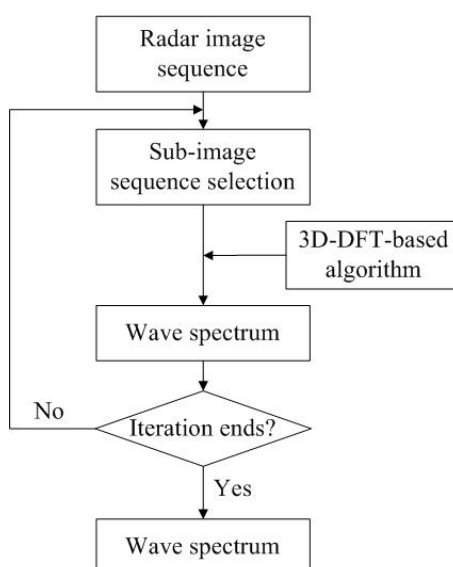 Radar image
sequence
Sub-image
sequence selection
3D-DFT-based
algorithm
Wave spectrum
No
Iteration ends?
Yes
Wave spectrum